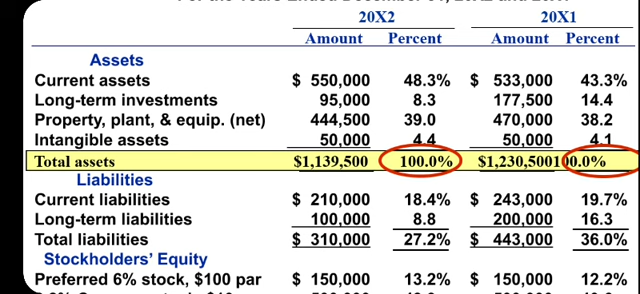 20X2 20X1
Amount Percent Amount Percent
Assets
Current assets $ 550,000 48.3% $ 533,000 43.3%
Long-term investments 95,000 8.3 177,500 14.4
Property, plant, & equip. (net) 444,500 39.0 470,000 38.2
Intangible assets 50,000 4.4 50,000 4.1
Total assets $1,139,500 100.0% $1,230,500100.0%
Liabilities
Current liabilities $ 210,000 18.4% $ 243,000 19.7%
Long-term liabilities 100,000 8.8 200,000 16.3
Total liabilities $ 310,000 27.2% $ 443,000 36.0%
Stockholders’ Equity
Preferred 6% stock, $100 par $ 150,000 13.2% $ 150,000 12.2%